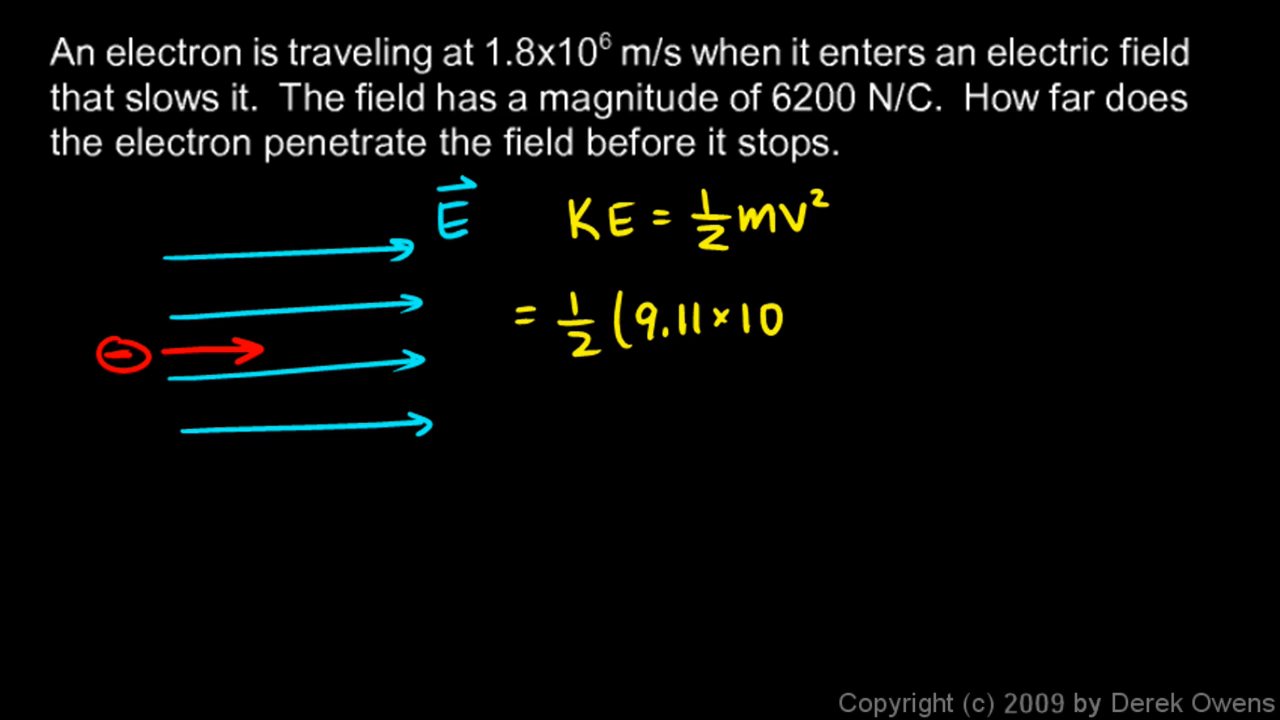 An electron is traveling at 1.8x10⁶ m/s when it enters an electric field
that slows it.  The field has a magnitude of 6200 N/C.  How far does
the electron penetrate the field before it stops.
E⃗
KE = ½mv²
= ½ (9.11 × 10
−
Copyright (c) 2009 by Derek Owens